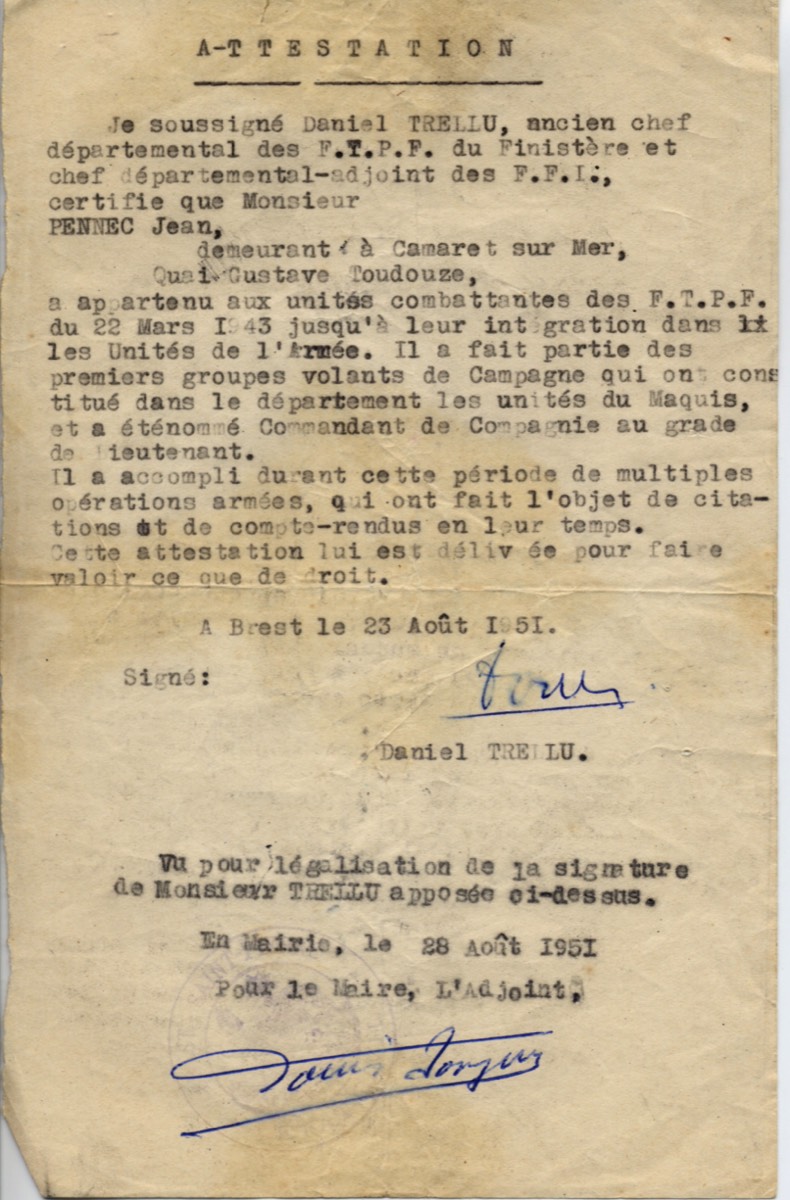 A-TTESTATION
Je soussigné Daniel TRELLU, ancien chef
départemental des F.T.P.F. du Finistère et
chef départemental-adjoint des F.F.I.,
certifie que Monsieur
PENNEC Jean,
demeurant à Camaret sur Mer,
Quai Gustave Toudouze,
a appartenu aux unités combattantes des F.T.P.F.
du 22 Mars I943 jusqu'à leur intégration dans
les Unités de l'Armée. Il a fait partie des
premiers groupes volants de Campagne qui ont cons
titué dans le département les unités du Maquis,
et a éténommé Commandant de Compagnie au grade
de lieutenant.
Il a accompli durant cette période de multiples
opérations armées, qui ont fait l'objet de cita-
tions et de compte-rendus en leur temps.
Cette attestation lui est délivrée pour faire
valoir ce que de droit.
A Brest le 23 Août I95I.
Signé:
Daniel TRELLU.
Vu pour légalisation de la signature
de Monsieur TRELLU apposée ci-dessus.
En Mairie, le 28 Août I95I
Pour le Maire, L'Adjoint,